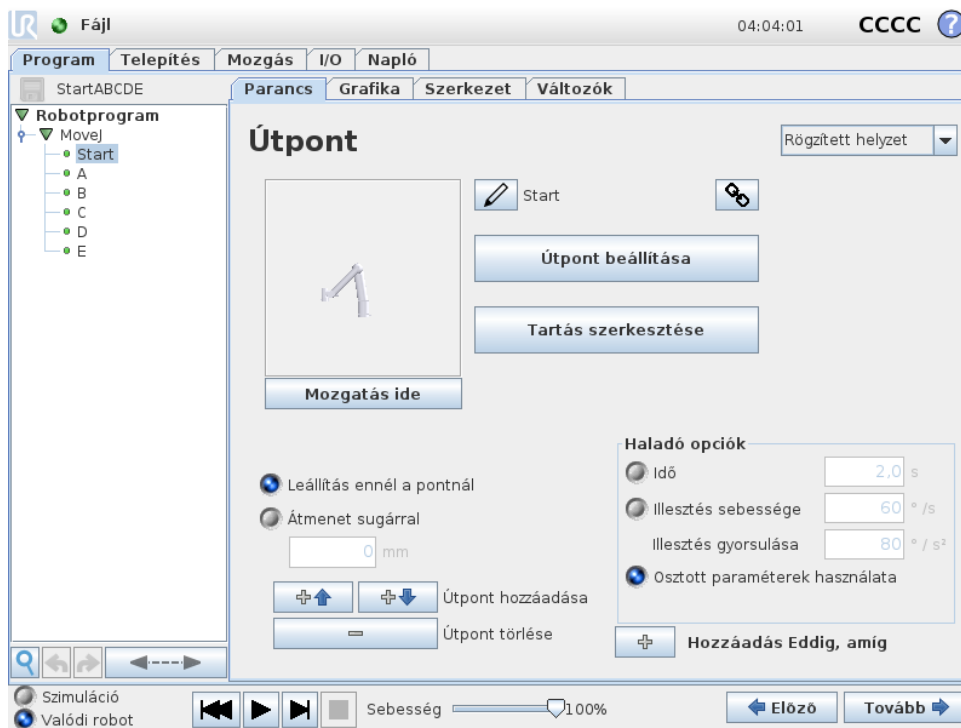 UR Fájl 04:04:01 CCCC ?
Program Telepítés Mozgás I/O Napló
StartABCDE
Parancs Grafika Szerkezet Változók
Robotprogram
MoveJ
Start
A
B
C
D
E
Útpont
Rögzített helyzet
Start
Útpont beállítása
Tartás szerkesztése
Mozgatás ide
Leállítás ennél a pontnál
Átmenet sugárral
0 mm
Útpont hozzáadása
Útpont törlése
Haladó opciók
Idő 2,0 s
Illesztés sebessége 60 ° /s
Illesztés gyorsulása 80 ° / s²
Osztott paraméterek használata
Hozzáadás Eddig, amíg
Szimuláció
Valódi robot
Sebesség 100%
Előző Tovább